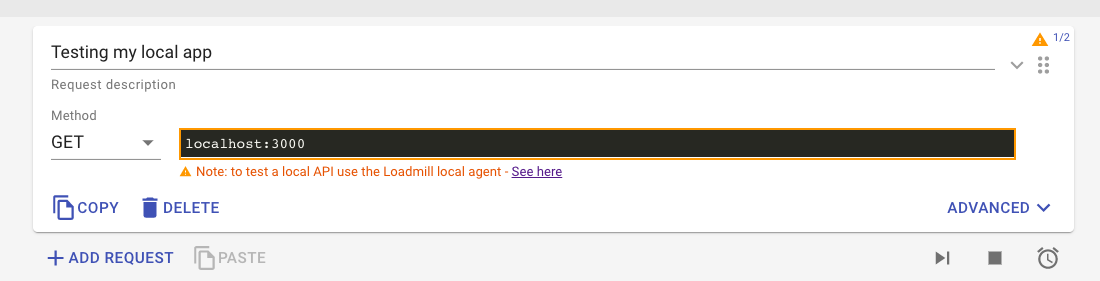 1/2
Testing my local app
Request description
Method
GET
localhost:3000
Note: to test a local API use the Loadmill local agent - See here
COPY DELETE ADVANCED
ADD REQUEST PASTE